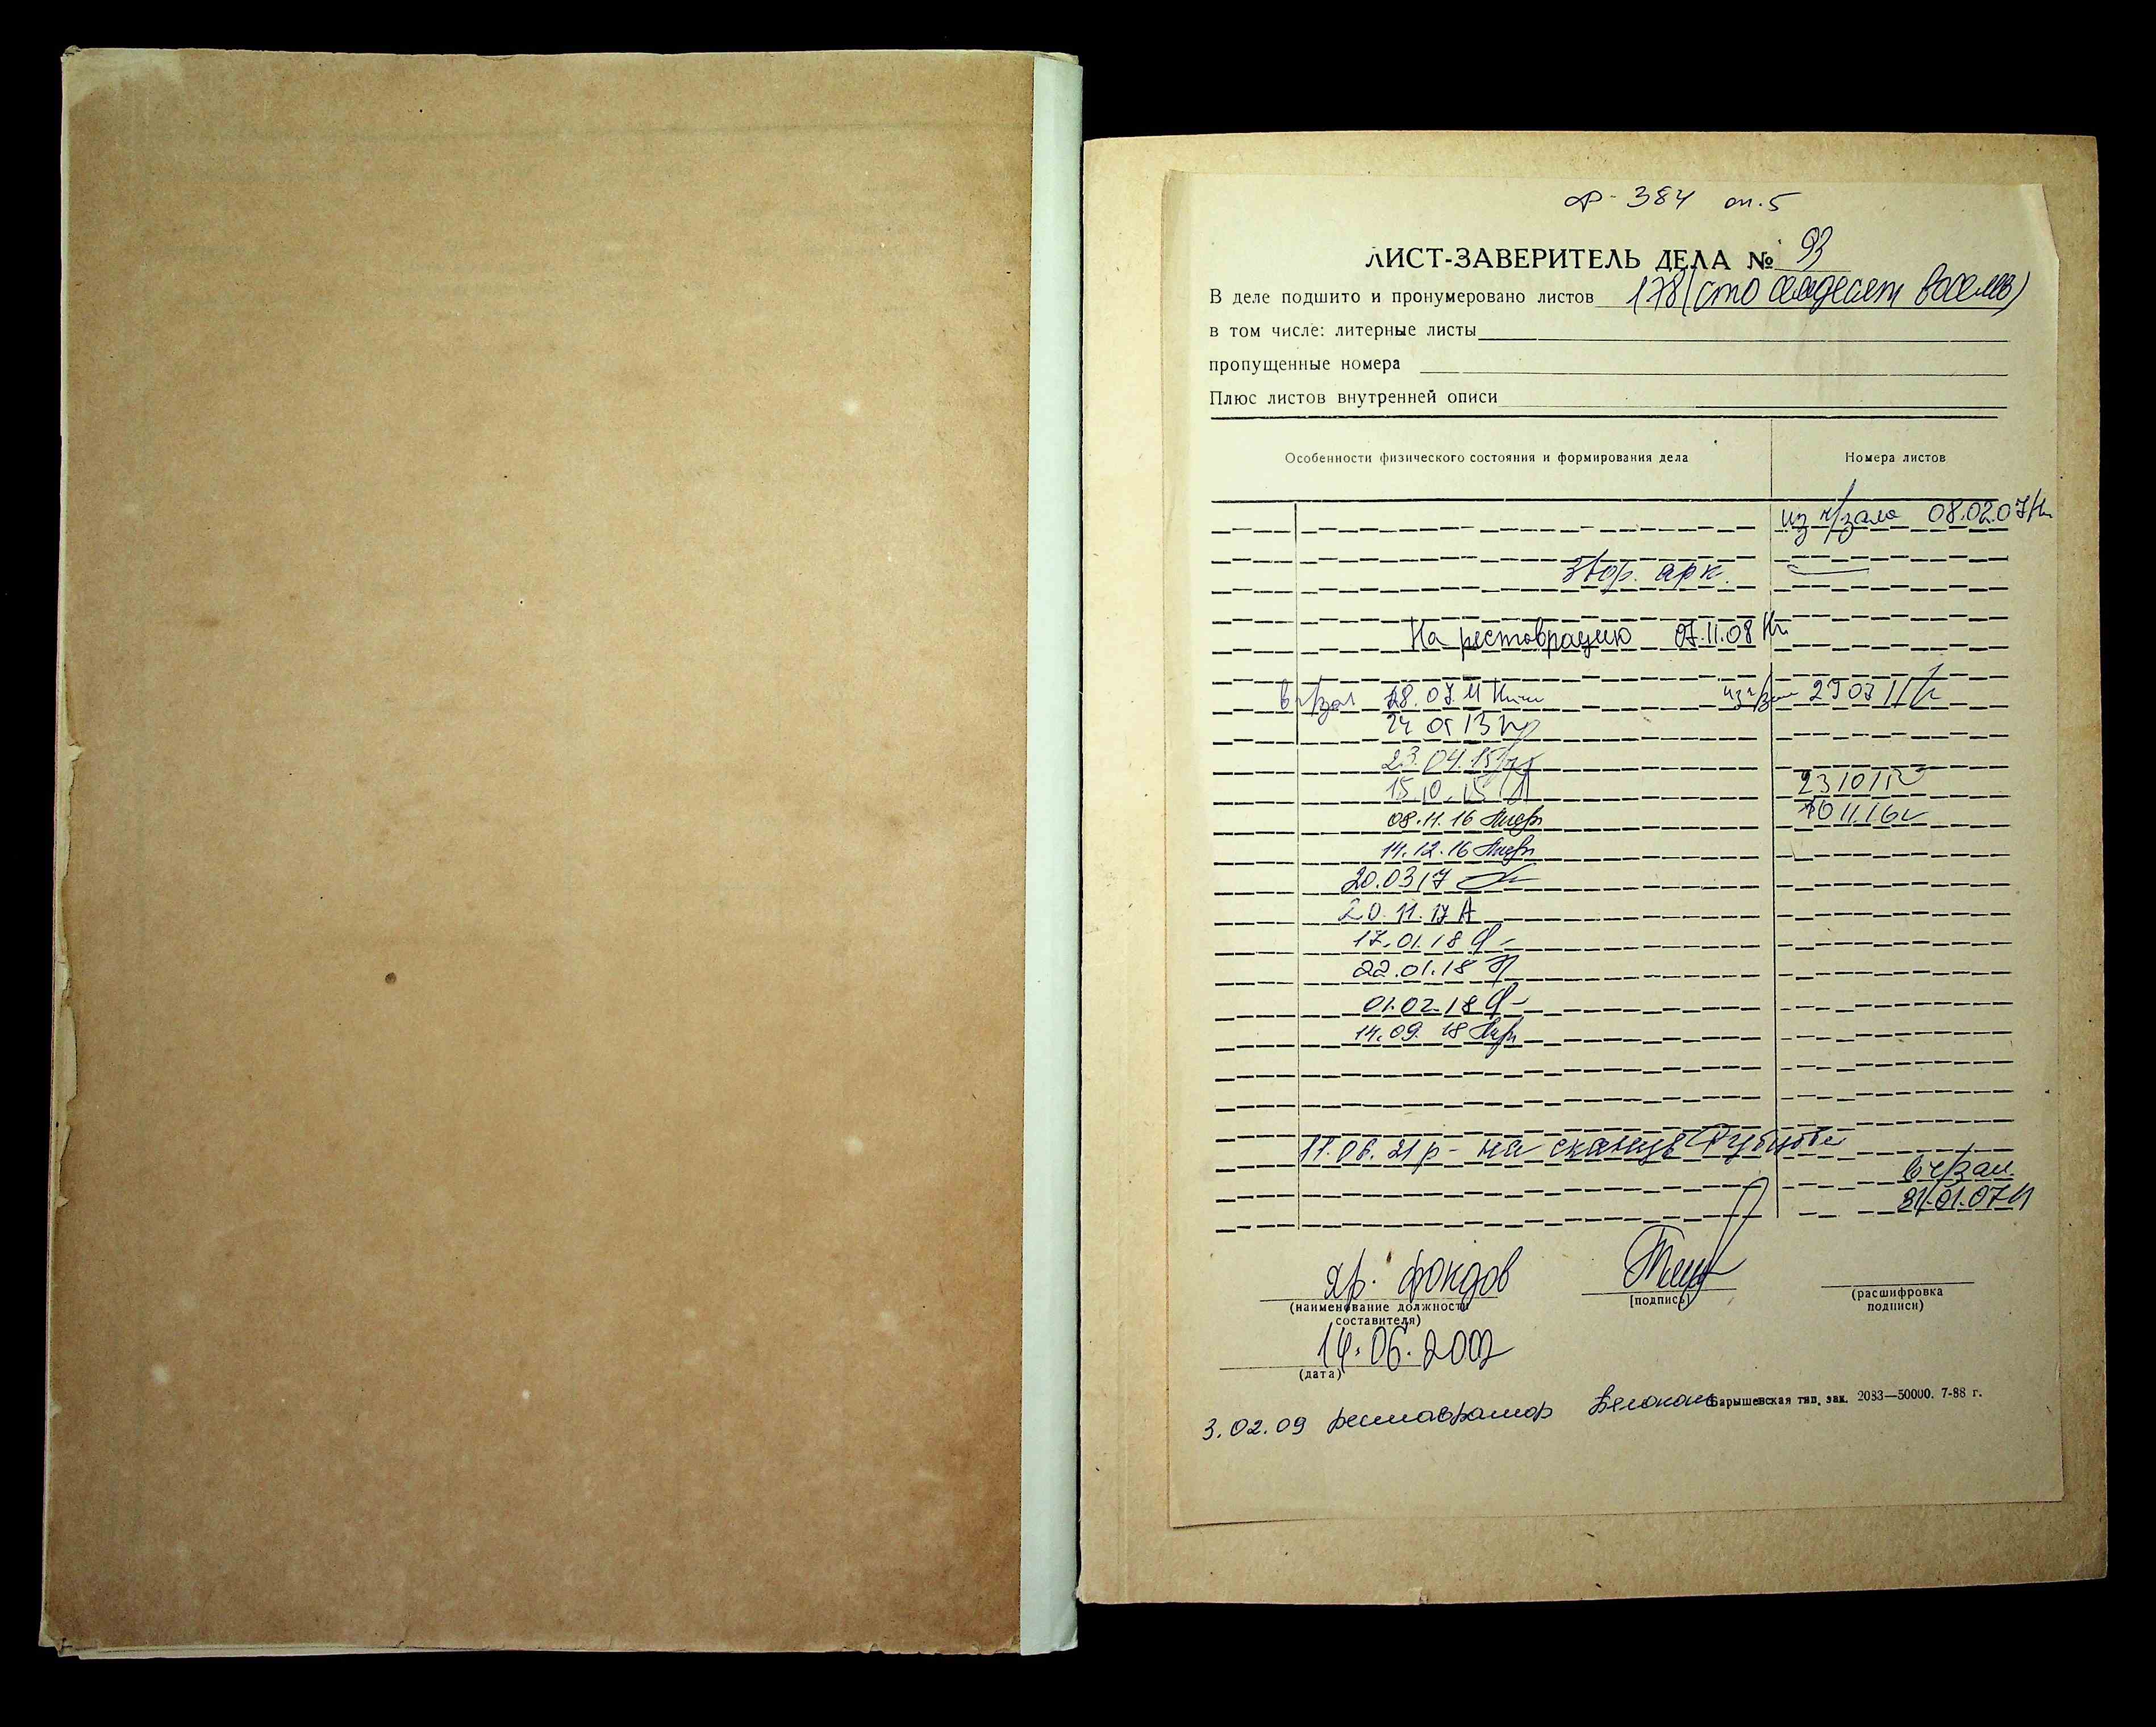 ф- 384 оп. 5
ЛИСТ-ЗАВЕРИТЕЛЬ ДЕЛА № 93
В деле подшито и пронумеровано листов 178 (сто семдесят восемь)
в том числе: литерные листы
пропущенные номера
Плюс листов внутренней описи
Особенности физического состояния и формирования дела Номера листов
из ч/зала 08.02.07
арк.
На реставрацию 07.11.08
в ч/зал 28.07.11 из ч/з 29 07 11
24 01 13
23.04.15
15.10.15 23 10 15
08.11.16 10 11 16
14.12.16
20.03 17
20.11.17 А
17.01.18
22.01.18
01.02.18
14.09.18
11.06.21 р - на
в ч/зал
31.01.07
хр. фондов
(наименование должности составителя) (подпись) (расшифровка подписи)
14.06.2002
(дата)
Барышевская тип. зак. 2083—50000. 7-88 г.
3.02.09 реставратор